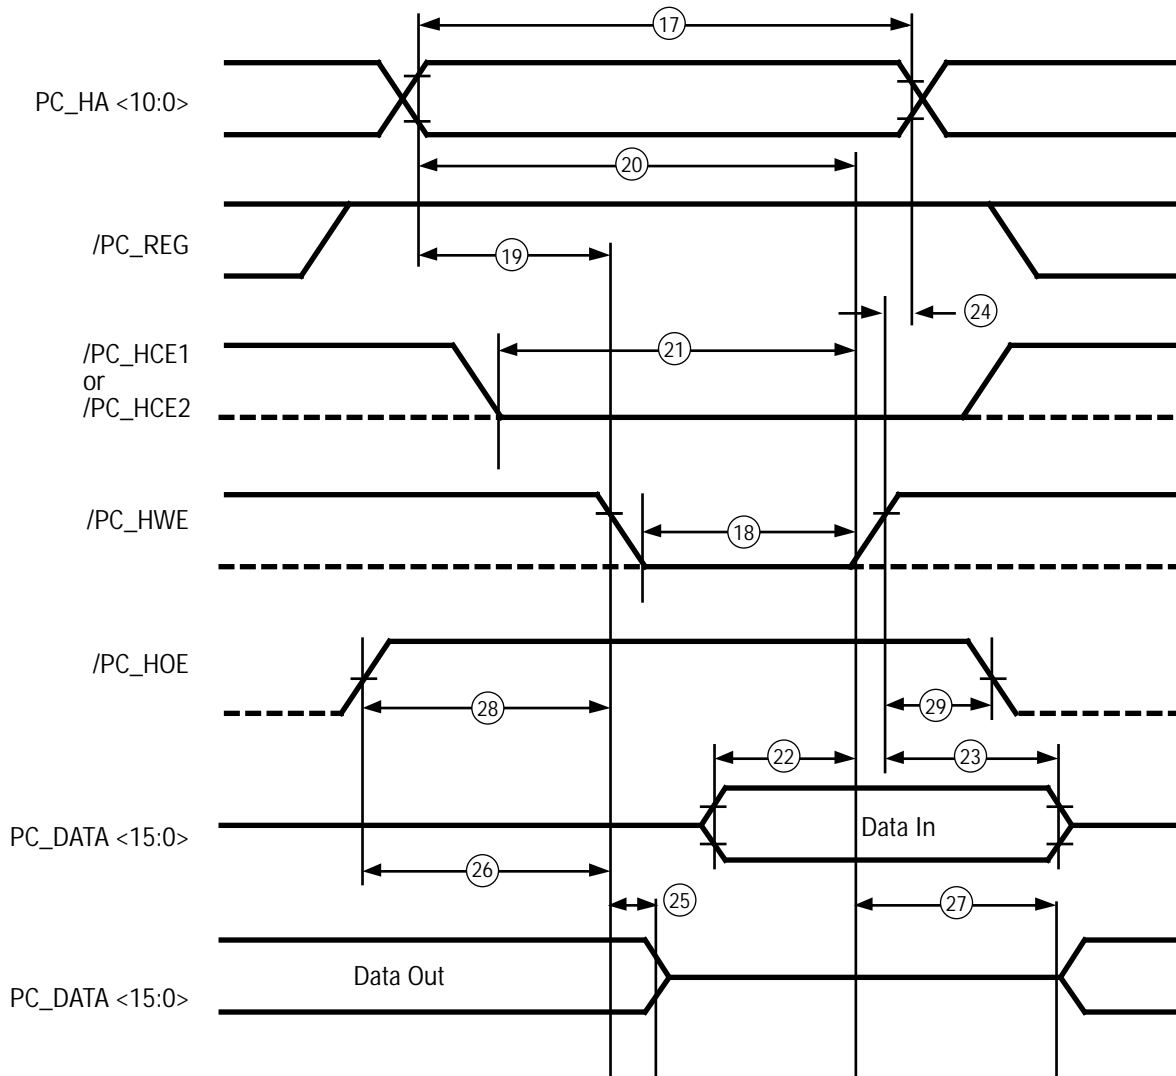 17
PC_HA <10:0>
20
/PC_REG
19
24
/PC_HCE1
or
/PC_HCE2
21
/PC_HWE
18
/PC_HOE
28
29
22
23
PC_DATA <15:0>
Data In
26
25
27
Data Out
PC_DATA <15:0>